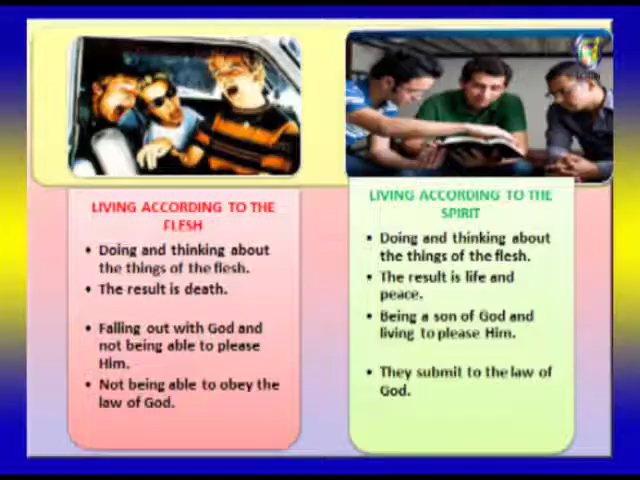 LIVING ACCORDING TO THE
FLESH
• Doing and thinking about
the things of the flesh.
• The result is death.
• Falling out with God and
not being able to please
Him.
• Not being able to obey the
law of God.
LIVING ACCORDING TO THE
SPIRIT
• Doing and thinking about
the things of the flesh.
• The result is life and
peace.
• Being a son of God and
living to please Him.
• They submit to the law of
God.